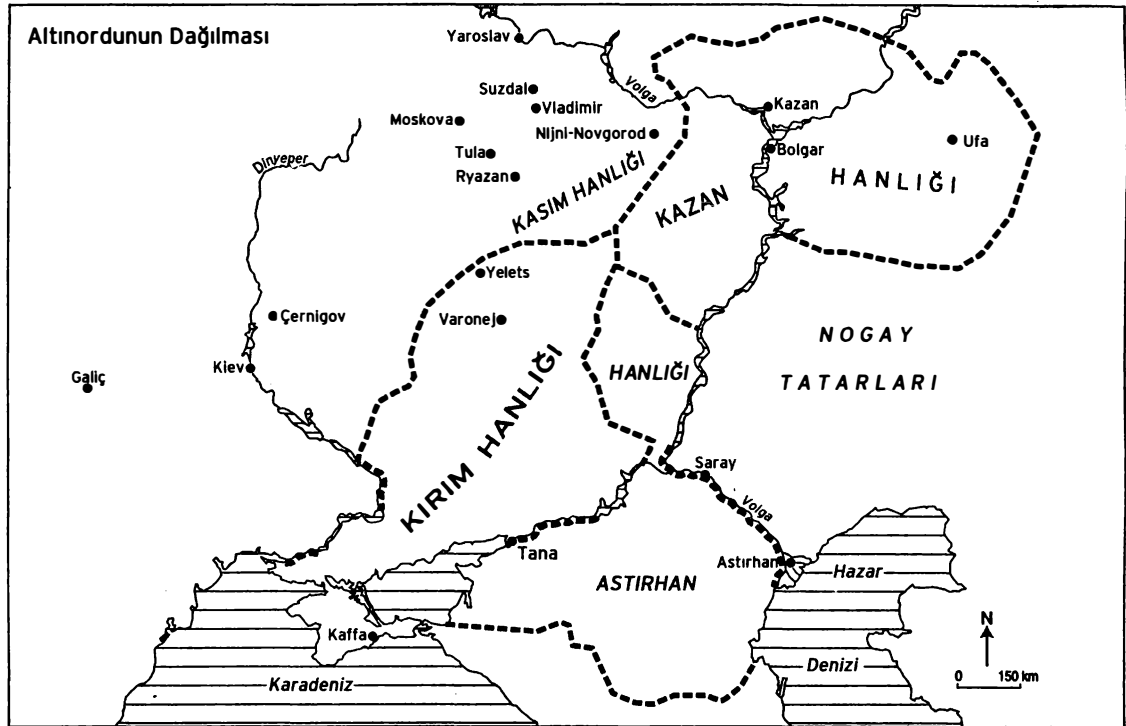 Altınordunun Dağılması
Yaroslav
Suzdal
Vladimir
Volga
Kazan
Moskova
Nljni-Novgorod
Bolgar
Ufa
Dinyeper
Tula
Ryazan
KASIM HANLIĞI
KAZAN
HANLIĞI
Yelets
Çernigov
Varonej
NOGAY
TATARLARI
Kiev
Galiç
HANLIĞI
KIRIM HANLIĞI
Saray
Volga
Tana
ASTIRHAN
Astırhan
Hazar
Denizi
Kaffa
Karadeniz
N
0 150 km